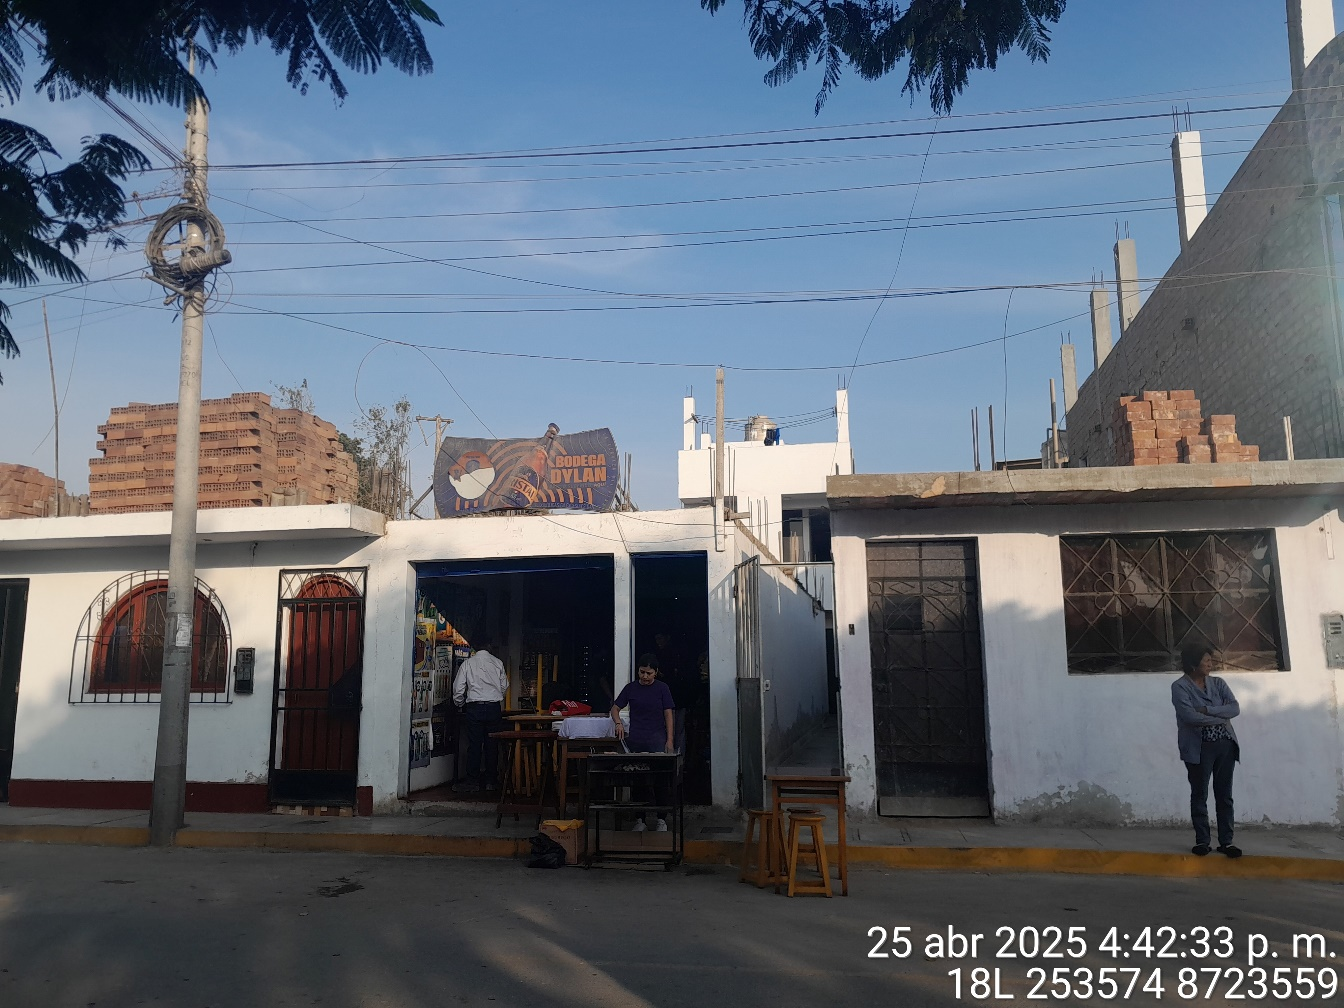 BODEGA
DYLAN
25 abr 2025 4:42:33 p. m.
18L 253574 8723559